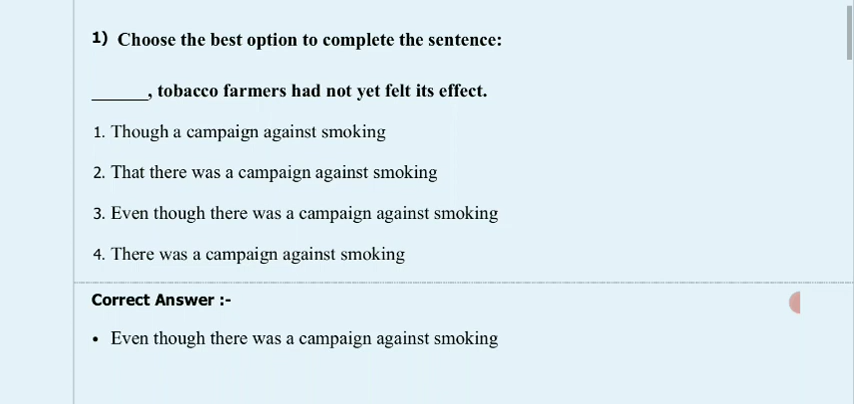 1) Choose the best option to complete the sentence:
______, tobacco farmers had not yet felt its effect.
1. Though a campaign against smoking
2. That there was a campaign against smoking
3. Even though there was a campaign against smoking
4. There was a campaign against smoking
Correct Answer :-
• Even though there was a campaign against smoking